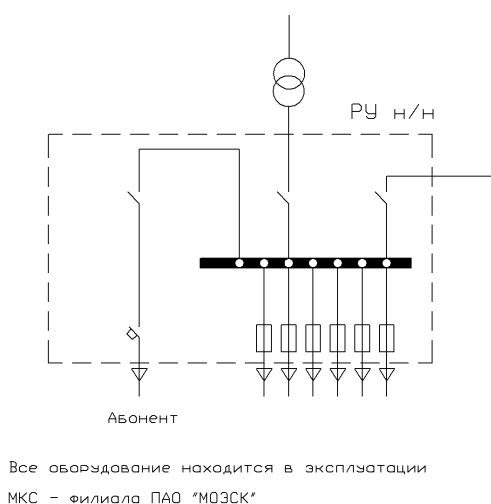 РУ н/н
Абонент
Все оборудование находится в эксплуатации
МКС - филиала ПАО "МОЭСК"